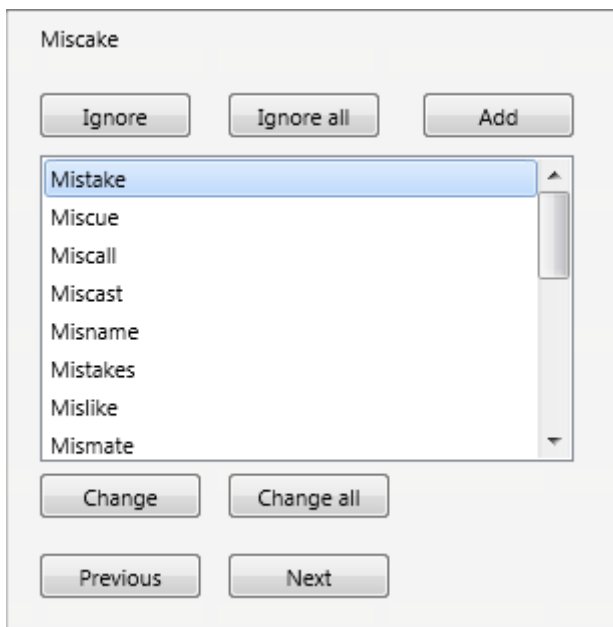 Miscake
Ignore Ignore all Add
Mistake
Miscue
Miscall
Miscast
Misname
Mistakes
Mislike
Mismate
Change Change all
Previous Next